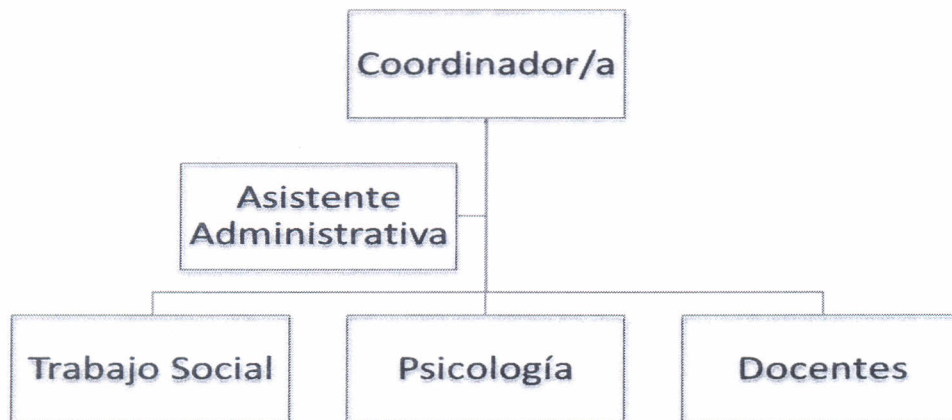 Coordinador/a
Asistente
Administrativa
Trabajo Social
Psicología
Docentes